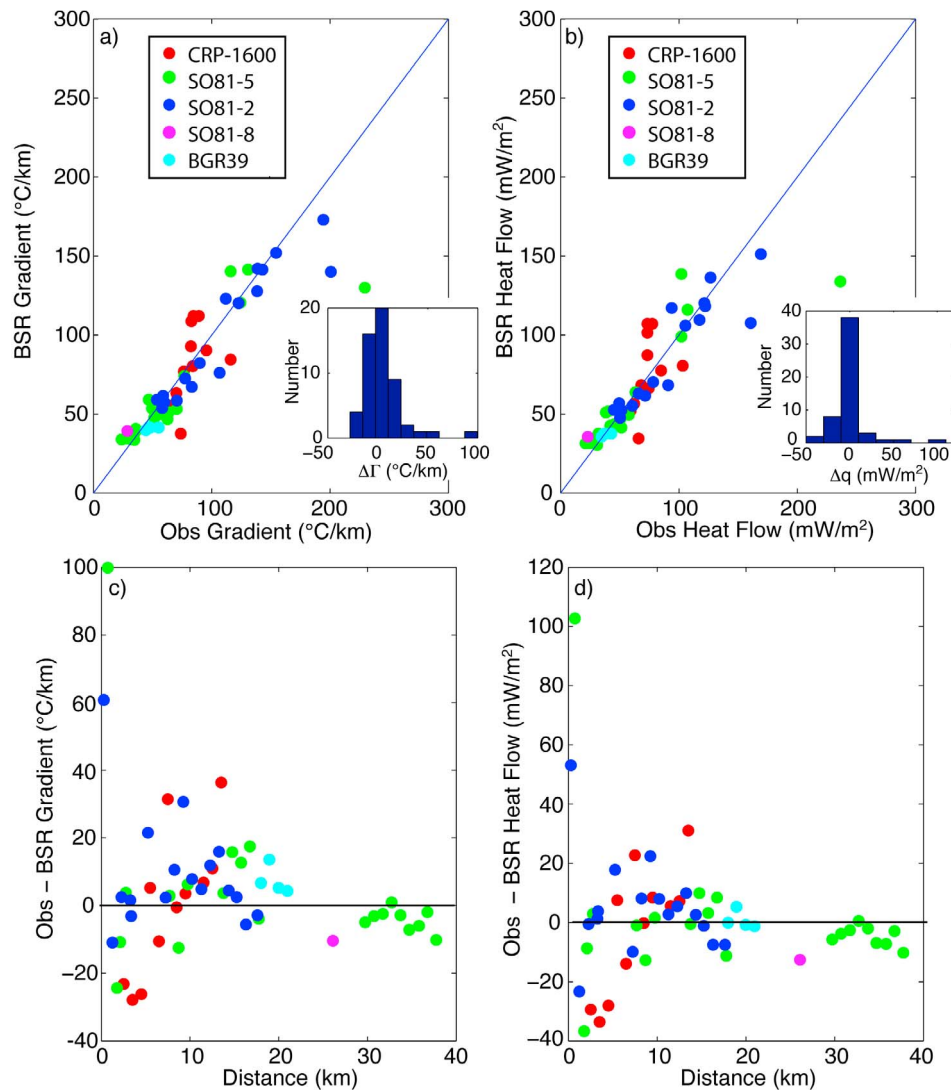 a)
300
250
200
150
100
50
0
BSR Gradient (°C/km)
CRP-1600
SO81-5
SO81-2
SO81-8
BGR39
20
10
0
Number
−50 0 50 100
ΔΓ (°C/km)
0 100 200 300
Obs Gradient (°C/km)
b)
300
250
200
150
100
50
0
BSR Heat Flow (mW/m²)
CRP-1600
SO81-5
SO81-2
SO81-8
BGR39
40
30
20
10
0
Number
−50 0 50 100
Δq (mW/m²)
0 100 200 300
Obs Heat Flow (mW/m²)
c)
100
80
60
40
20
0
−20
−40
Obs − BSR Gradient (°C/km)
0 10 20 30 40
Distance (km)
d)
120
100
80
60
40
20
0
−20
−40
Obs − BSR Heat Flow (mW/m²)
0 10 20 30 40
Distance (km)